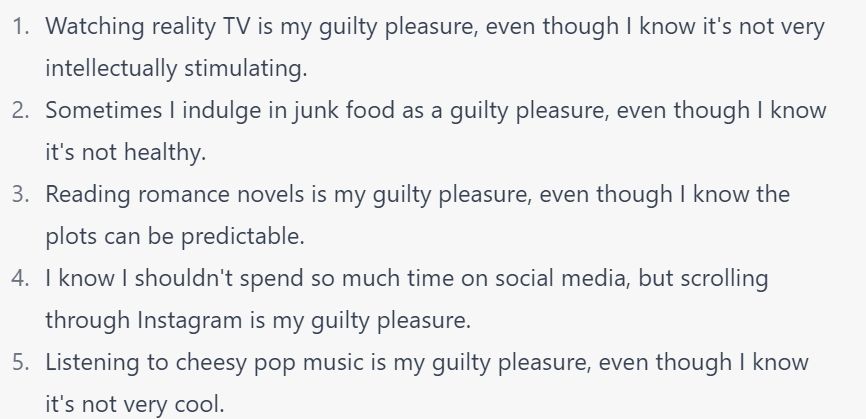 1. Watching reality TV is my guilty pleasure, even though I know it's not very
intellectually stimulating.
2. Sometimes I indulge in junk food as a guilty pleasure, even though I know
it's not healthy.
3. Reading romance novels is my guilty pleasure, even though I know the
plots can be predictable.
4. I know I shouldn't spend so much time on social media, but scrolling
through Instagram is my guilty pleasure.
5. Listening to cheesy pop music is my guilty pleasure, even though I know
it's not very cool.